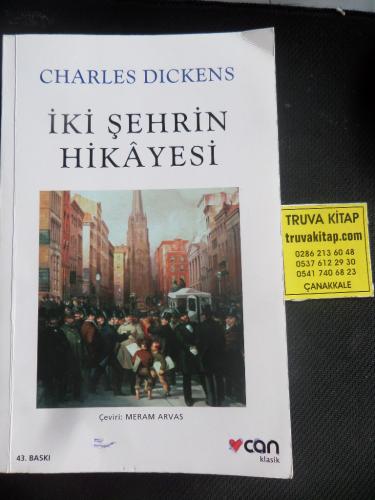 CHARLES DICKENS
İKİ ŞEHRİN
HİKÂYESİ
Çeviri: MERAM ARVAS
43. BASKI
can
klasik
TRUVA KİTAP
truvakitap.com
0286 213 60 48
0537 612 29 30
0541 740 68 23
ÇANAKKALE